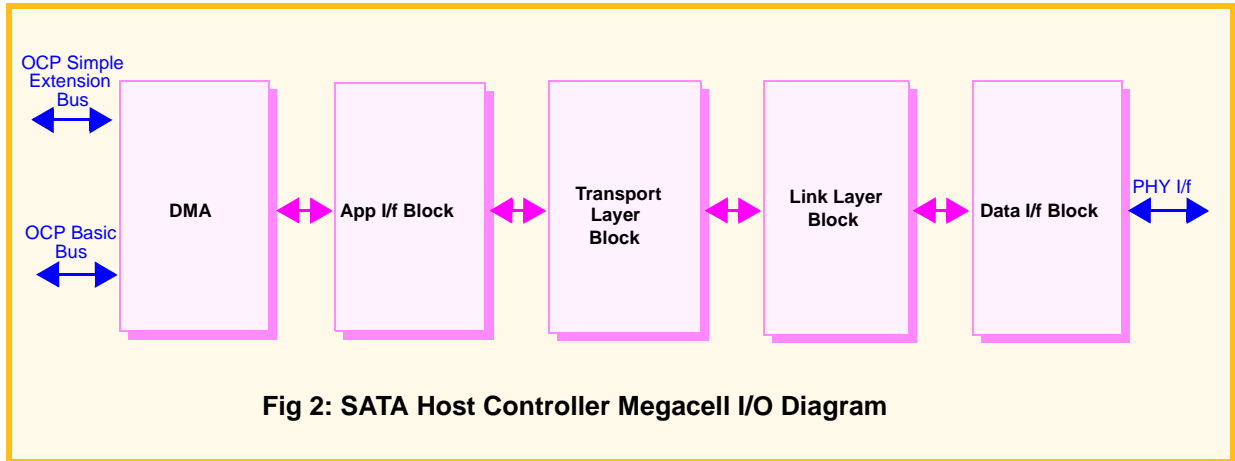 OCP Simple
Extension
Bus
OCP Basic
Bus
DMA
App I/f Block
Transport
Layer
Block
Link Layer
Block
Data I/f Block
PHY I/f
Fig 2: SATA Host Controller Megacell I/O Diagram